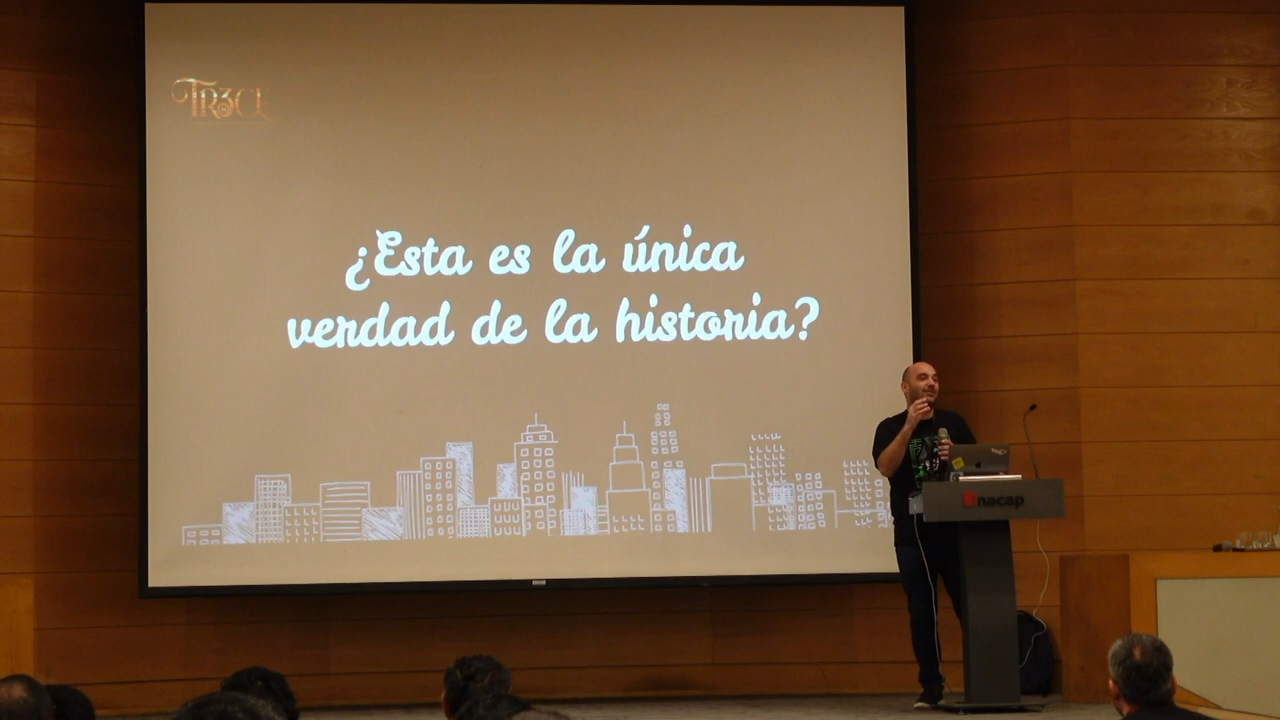 TR3CE
¿Esta es la única
verdad de la historia?
inacap